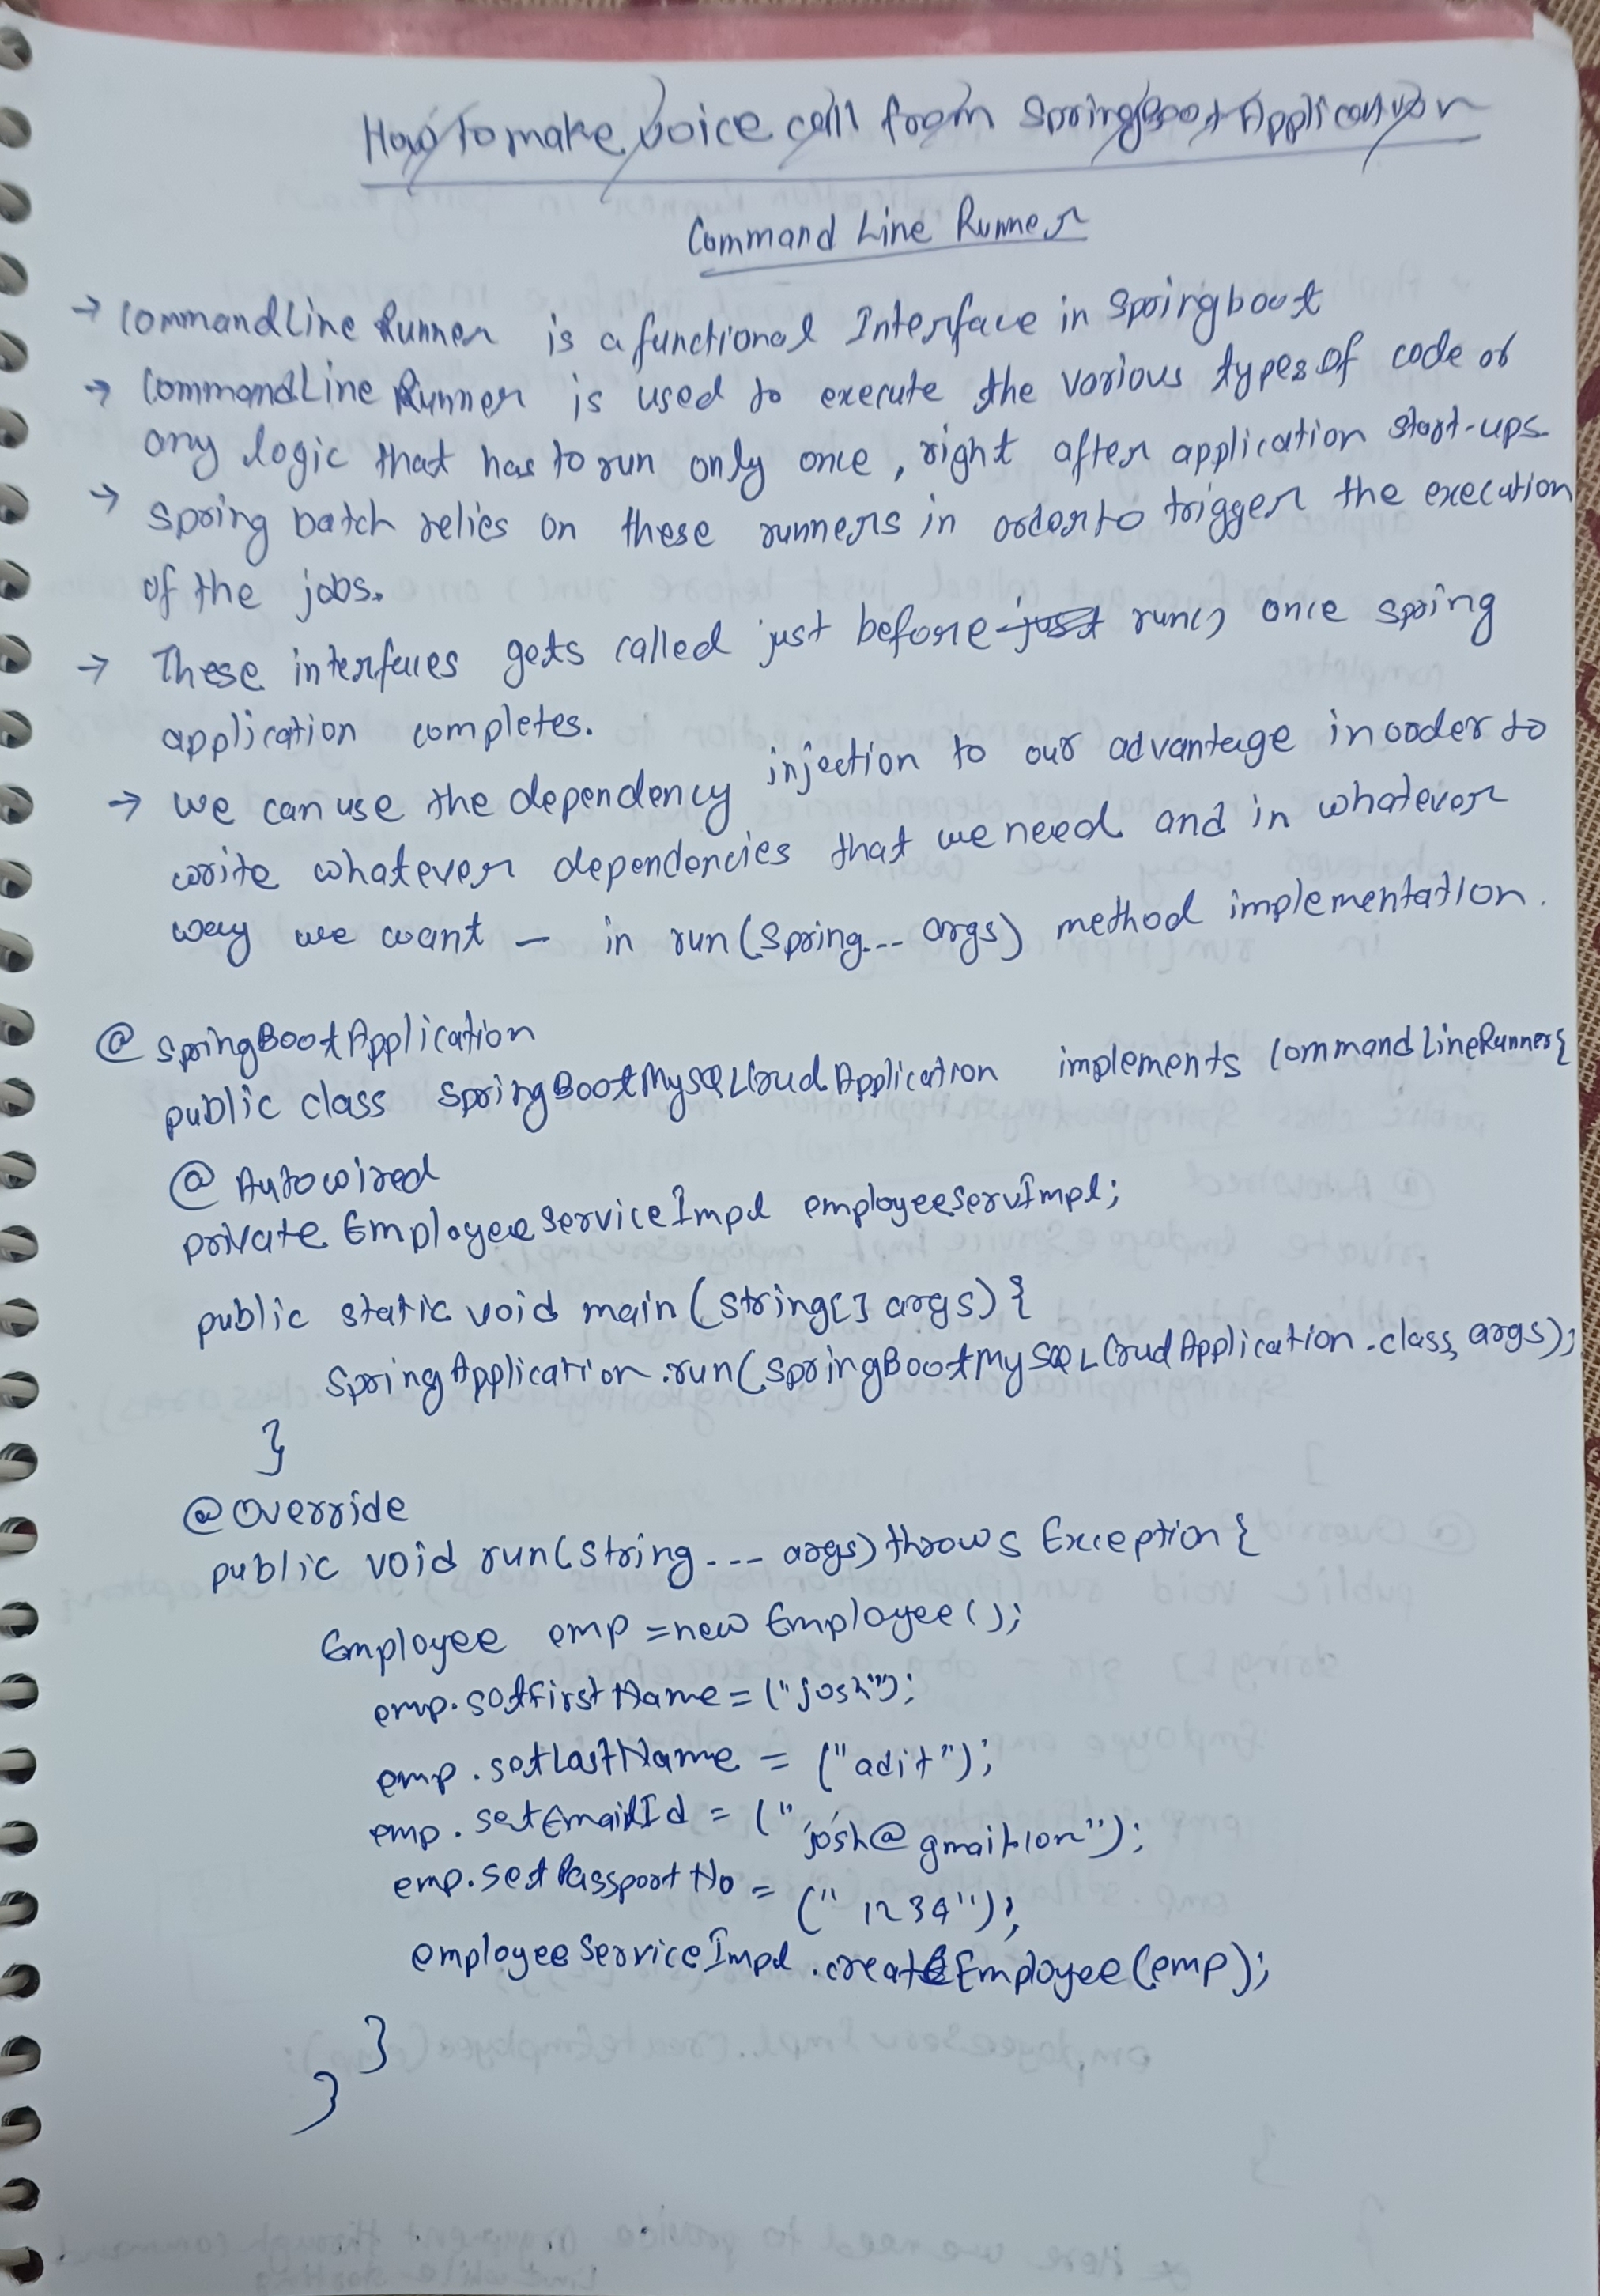 How to make voice call from SpringBoot Application
Command Line Runner
→ CommandLine Runner is a functional Interface in Springboot
→ CommandLine Runner is used to execute the various types of code or
any logic that has to run only once, right after application start-ups.
→ spring batch relies on these runners in order to trigger the execution
of the jobs.
→ These interfaces gets called just before just run() once spring
application completes.
→ we can use the dependency injection to our advantage in order to
write whatever dependencies that we need and in whatever
way we want – in run(Spring... args) method implementation.
@ SpringBootApplication
public class SpringBootMySQLCrudApplication implements CommandLineRunner{
@ Autowired
private EmployeeServiceImpl employeeServImpl;
public static void main(String[] args){
SpringApplication.run(SpringBootMySQLCrudApplication.class, args);
}
@Override
public void run(String... args) throws Exception{
Employee emp = new Employee();
emp.setfirstName = ("josh");
emp.setLastName = ("adit");
emp.setEmailId = ("josh@gmail.com");
emp.setPassportNo = ("1234");
employeeServiceImpl.createEmployee(emp);
}
}